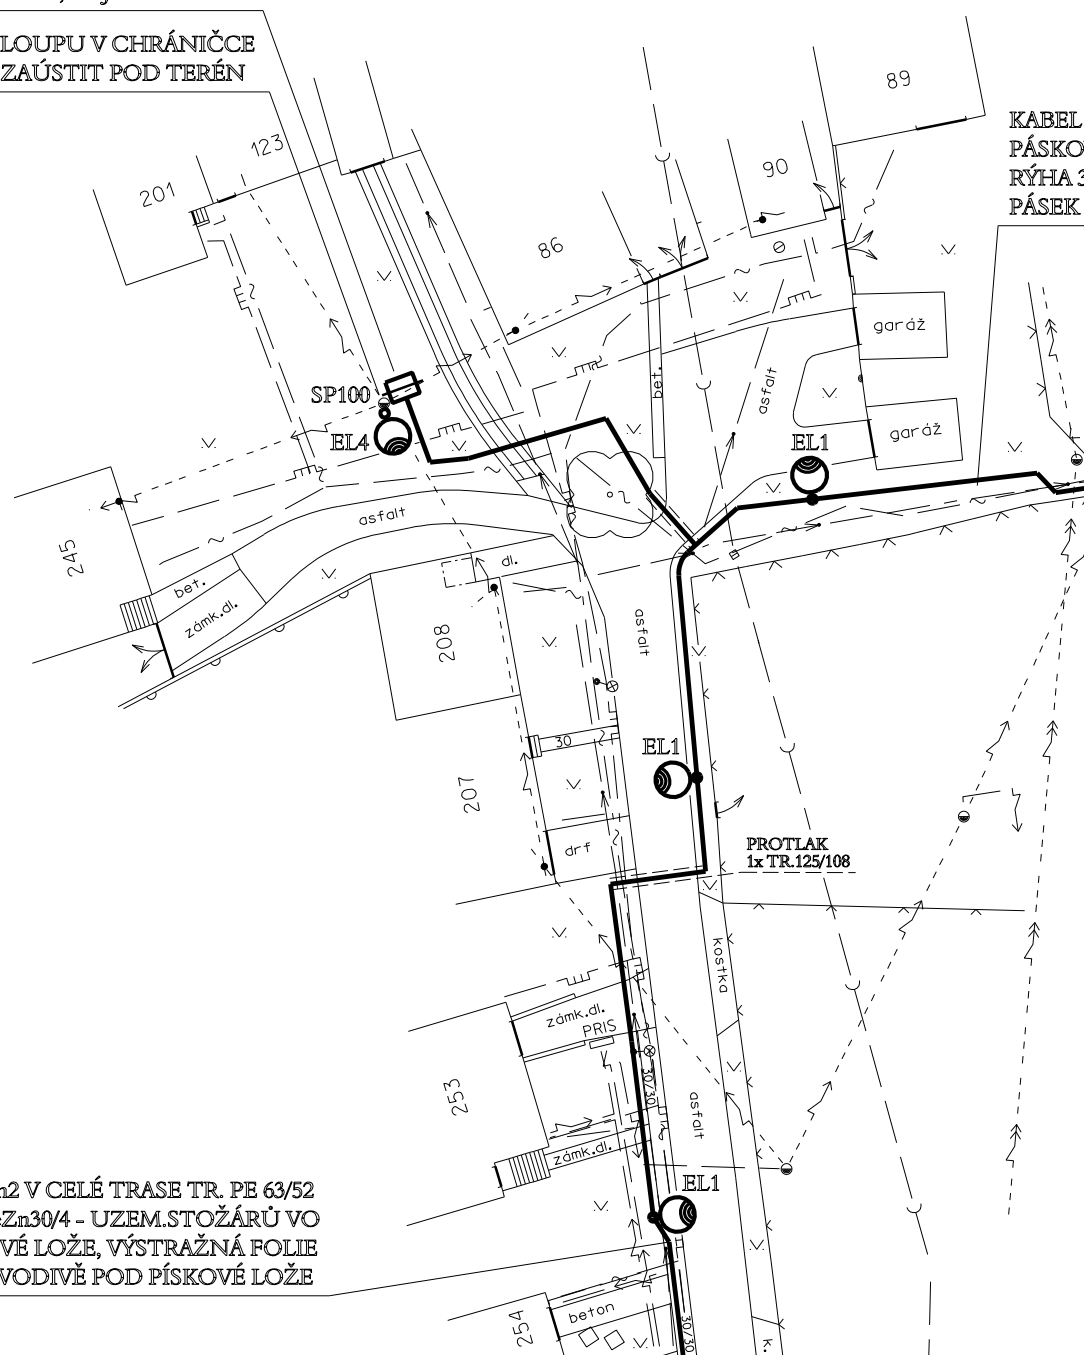 LOUPU V CHRÁNIČCE
ZAÚSTIT POD TERÉN
89
KABEL
PÁSKO
RÝHA 3
PÁSEK
123
201
90
86
garáž
SP100
bet.
asfalt
EL4
EL1
garáž
asfalt
245
dl.
bet.
zámk.dl.
208
asfalt
30
EL1
207
drf
PROTLAK
1x TR.125/108
kostka
zámk.dl.
PRIS
253
30/30
asfalt
zámk.dl.
EL1
n2 V CELÉ TRASE TR. PE 63/52
Zn30/4 - UZEM.STOŽÁRŮ VO
VÉ LOŽE, VÝSTRAŽNÁ FOLIE
VODIVĚ POD PÍSKOVÉ LOŽE
254
beton
30/30
k.